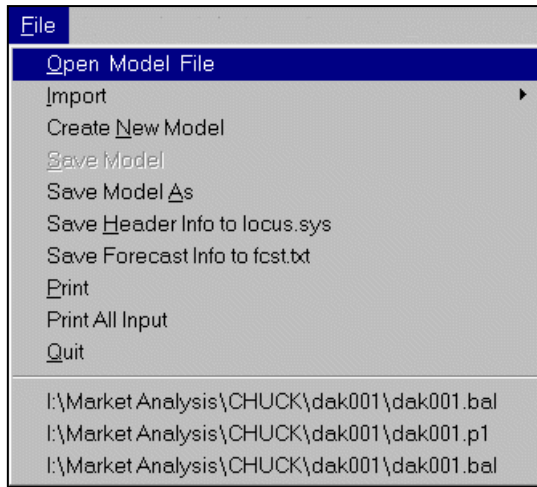 File
Open Model File
Import
Create New Model
Save Model
Save Model As
Save Header Info to locus.sys
Save Forecast Info to fcst.txt
Print
Print All Input
Quit
I:\Market Analysis\CHUCK\dak001\dak001.bal
I:\Market Analysis\CHUCK\dak001\dak001.p1
I:\Market Analysis\CHUCK\dak001\dak001.bal